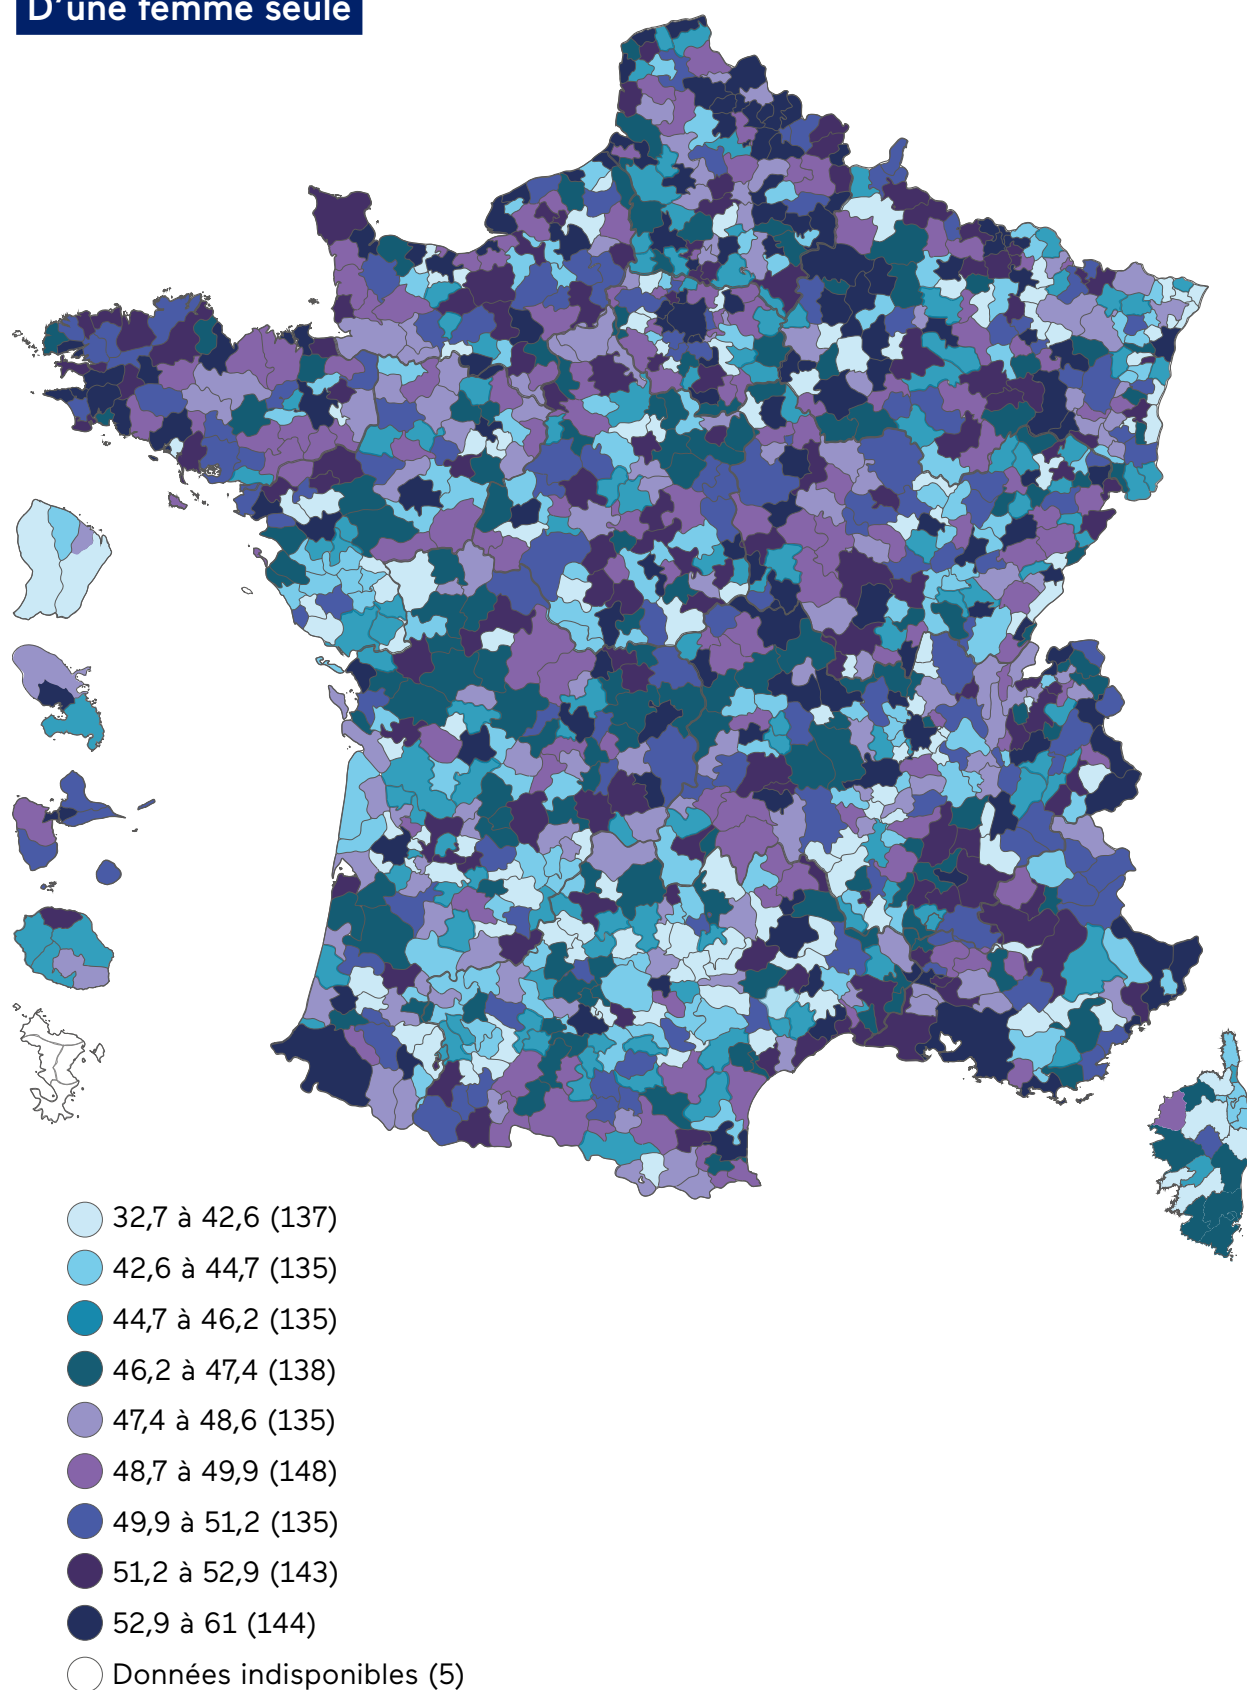 D'une femme seule
32,7 à 42,6 (137)
42,6 à 44,7 (135)
44,7 à 46,2 (135)
46,2 à 47,4 (138)
47,4 à 48,6 (135)
48,7 à 49,9 (148)
49,9 à 51,2 (135)
51,2 à 52,9 (143)
52,9 à 61 (144)
Données indisponibles (5)